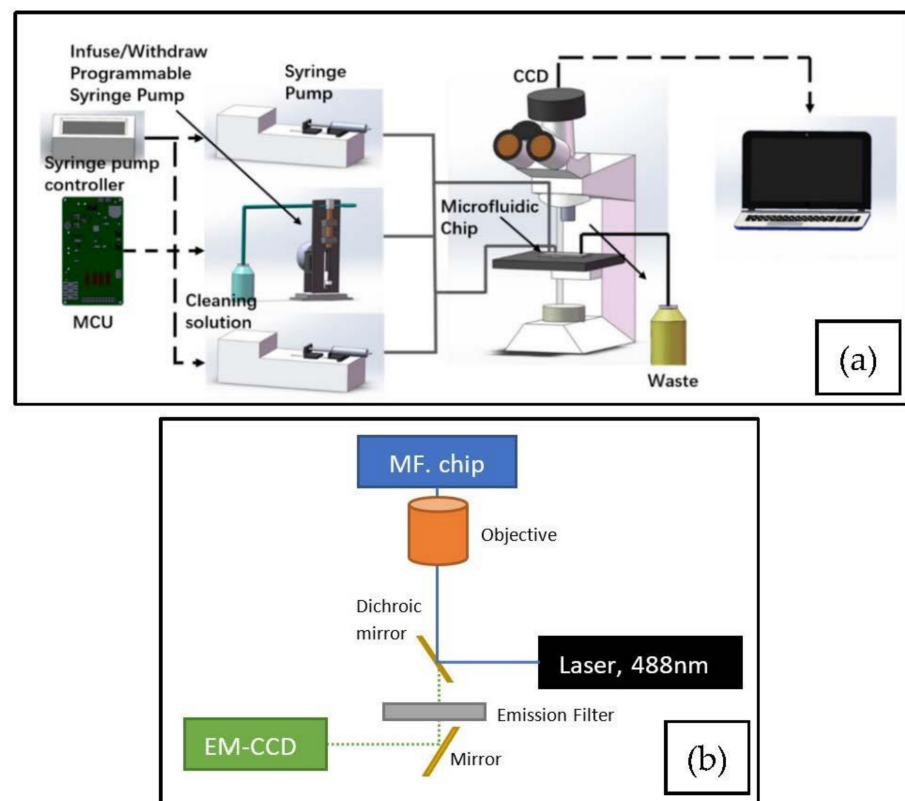 Infuse/Withdraw
Programmable
Syringe Pump
Syringe
Pump
CCD
Syringe pump
controller
Microfluidic
Chip
MCU
Cleaning
solution
Waste
(a)
MF. chip
Objective
Dichroic
mirror
Laser, 488nm
Emission Filter
EM-CCD
Mirror
(b)